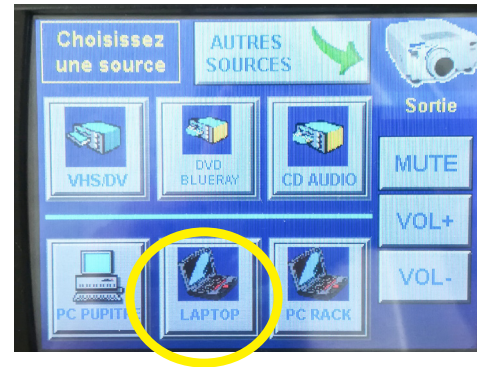 Choisissez
une source
AUTRES
SOURCES
Sortie
VHS/DV
DVD
BLUERAY
CD AUDIO
MUTE
VOL+
VOL-
PC PUPITRE
LAPTOP
PC RACK